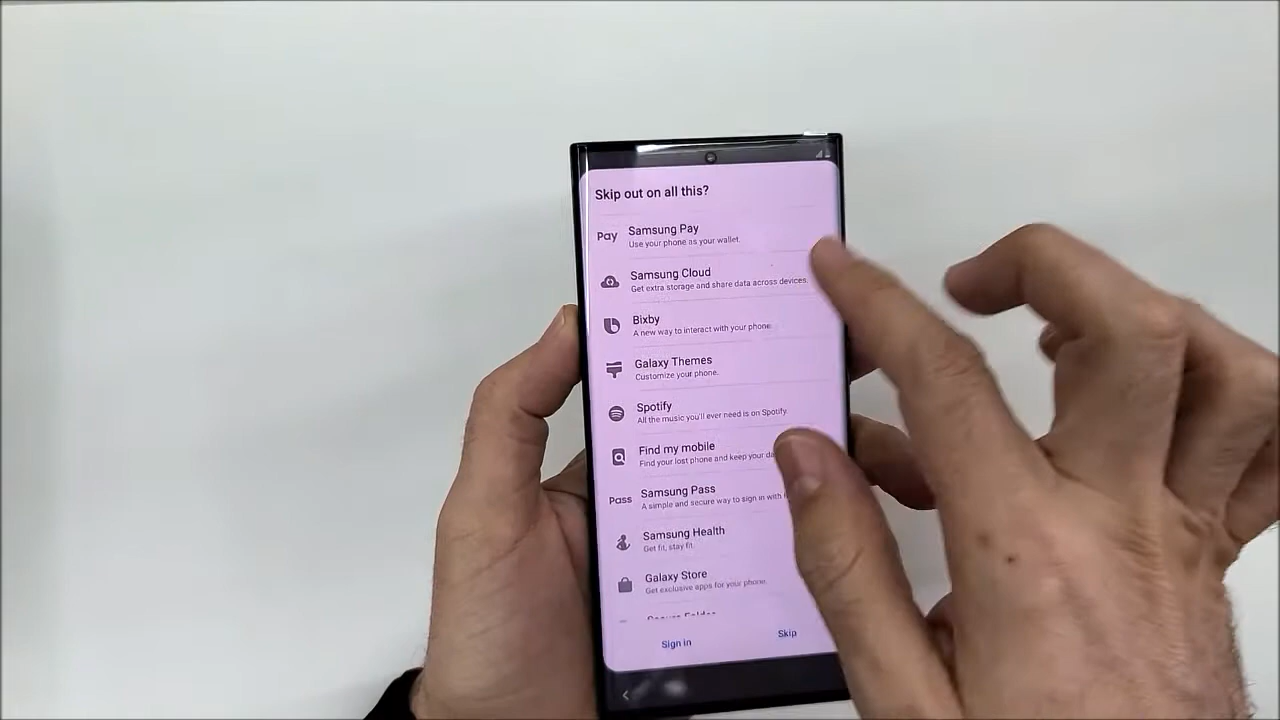 Skip out on all this?
Pay
Samsung Pay
Use your phone as your wallet.
Samsung Cloud
Get extra storage and share data across devices.
Bixby
A new way to interact with your phone.
Galaxy Themes
Customize your phone.
Spotify
All the music you'll ever need is on Spotify.
Find my mobile
Find your lost phone and keep your
Pass
Samsung Pass
A simple and secure way to sign in with
Samsung Health
Get fit, stay fit.
Galaxy Store
Get exclusive apps for your phone.
Sign in
Skip